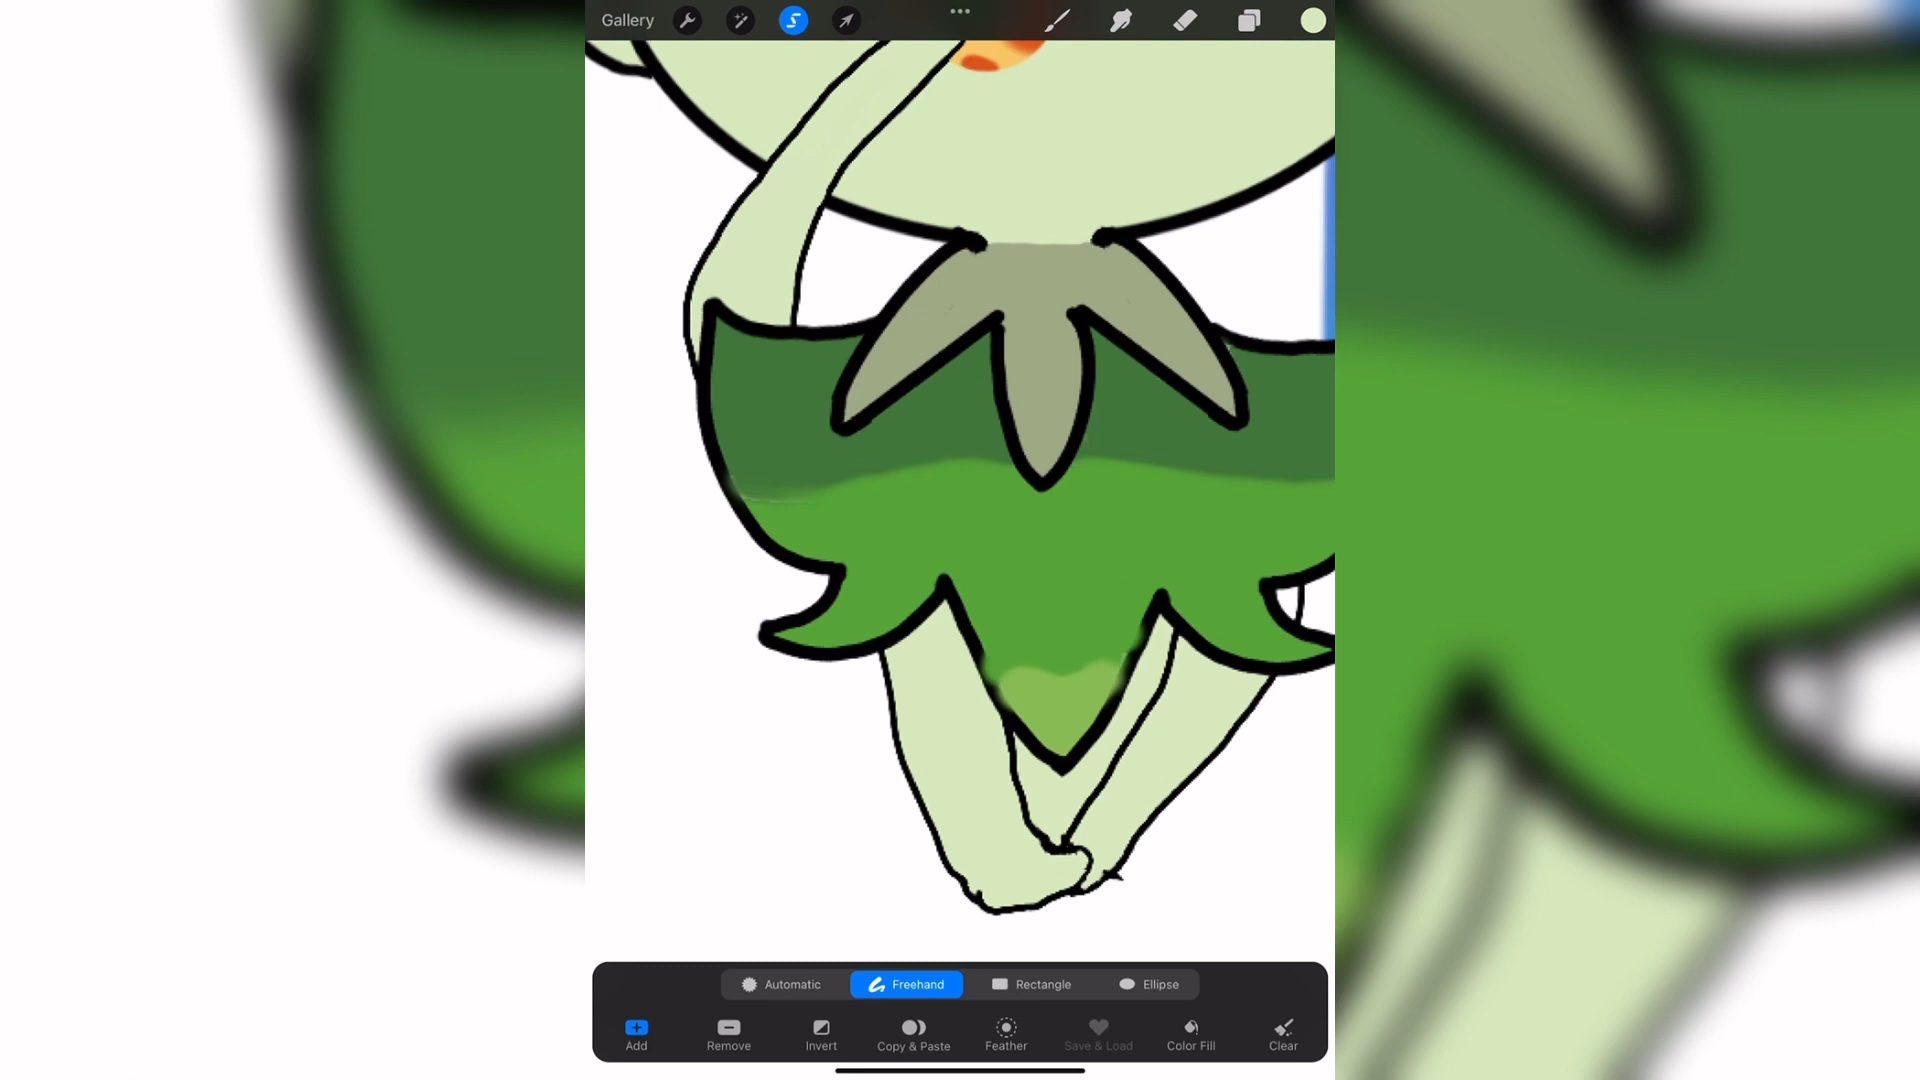 Gallery
Automatic Freehand Rectangle Ellipse
Add Remove Invert Copy & Paste Feather Save & Load Color Fill Clear